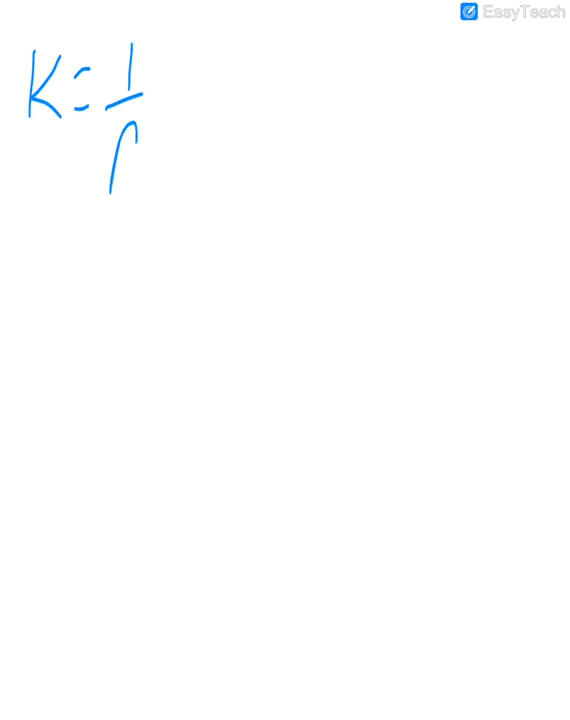 EasyTeach
K = 1/r